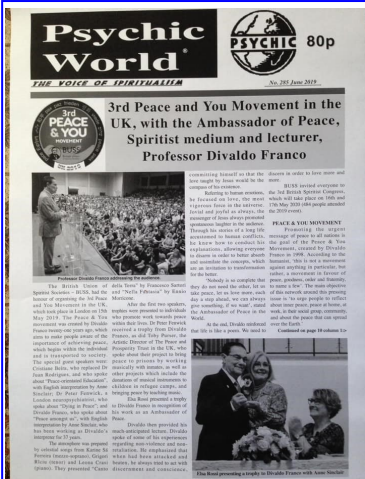 Psychic
World
THE VOICE OF SPIRITUALISM
PSYCHIC
WORLD
80p
No. 295 June 2019
3rd
PEACE
& YOU
MOVEMENT
3rd Peace and You Movement in the
UK, with the Ambassador of Peace,
Spiritist medium and lecturer,
Professor Divaldo Franco
Professor Divaldo Franco addressing the audience.
The British Union of
Spiritist Societies – BUSS, had the
honour of organising the 3rd Peace
and You Movement in the UK,
which took place in London on 15th
May 2019. The Peace & You
movement was created by Divaldo
Franco twenty-one years ago, which
aims to make people aware of the
importance of achieving peace,
which begins within the individual
and is transported to society.
The special guest speakers were:
Cristiane Beira, who replaced Dr
Juan Rodrigues, and who spoke
about "Peace-orientated Education",
with English interpretation by Anne
Sinclair; Dr Peter Fenwick, a
London neuropsychiatrist, who
spoke about "Dying in Peace"; and
Divaldo Franco, who spoke about
"Peace amongst us", with English
interpretation by Anne Sinclair, who
has been working as Divaldo's
interpreter for 37 years.
The atmosphere was prepared
by celestial songs from Karina Sá
Ferreira (mezzo-soprano), Grigori
(tenor) and Lorna
(piano). They presented "Canto
della Terra" by Francesco Sartori
and "Nella Fantasia" by Ennio
Morricone.
After the first two speakers,
trophies were presented to individuals
who promote work towards peace
within their lives. Dr Peter Fenwick
received a trophy from Divaldo
Franco, as did Toby Porser, the
Artistic Director of The Peace and
Prosperity Trust in the UK, who
spoke about their project to bring
peace to prisons by working
musically with inmates, as well as
other projects which include the
donation of musical instruments to
children in refugee camps, and
bringing peace by teaching music.
Elsa Rossi presented a trophy
to Divaldo Franco in recognition of
his work as an Ambassador of
Peace.
Divaldo then provided his
much-anticipated lecture. Divaldo
spoke of some of his experiences
regarding non-violence and non-
retaliation. He emphasised that
when had been attacked and
beaten, he always tried to act with
discernment and conscience,
committing himself so that the
love taught by Jesus would be the
compass of his existence.
Referring to human emotions,
he focused on love, the most
vigorous force in the universe.
Jovial and joyful as always, the
messenger of Jesus always promoted
spontaneous laughter in the audience.
Through his stories of a long life
accustomed to human conflicts,
he knew how to conduct his
explanations, allowing everyone
to disarm in order to better absorb
and assemble the concepts, which
are an invitation to transformation
for the better.
"Nobody is so complete that
they do not need the other, let us
take peace, let us love more, each
day a step ahead, we can always
give something, if we want", stated
the Ambassador of Peace in the
World.
At the end, Divaldo reinforced
that life is like a poem. We need to
disarm in order to love more and
more.
BUSS invited everyone to
the 3rd British Spiritist Congress,
which will take place on 16th and
17th May 2020 (486 people attended
the 2019 event).
PEACE & YOU MOVEMENT
Promoting the urgent
message of peace to all nations is
the goal of the Peace & You
Movement, created by Divaldo
Franco in 1998. According to the
humanist, "this is not a movement
against anything in particular, but
rather, a movement in favour of
peace, goodness, order and fraternity,
to name a few". The main objective
of this network around this pressing
issue is "to urge people to reflect
about inner peace, peace at home, at
work, in their social group, community,
and about the peace that can spread
over the Earth."
Continued on page 10 column 1:>
Elsa Rossi presenting a trophy to Divaldo Franco with Anne Sinclair